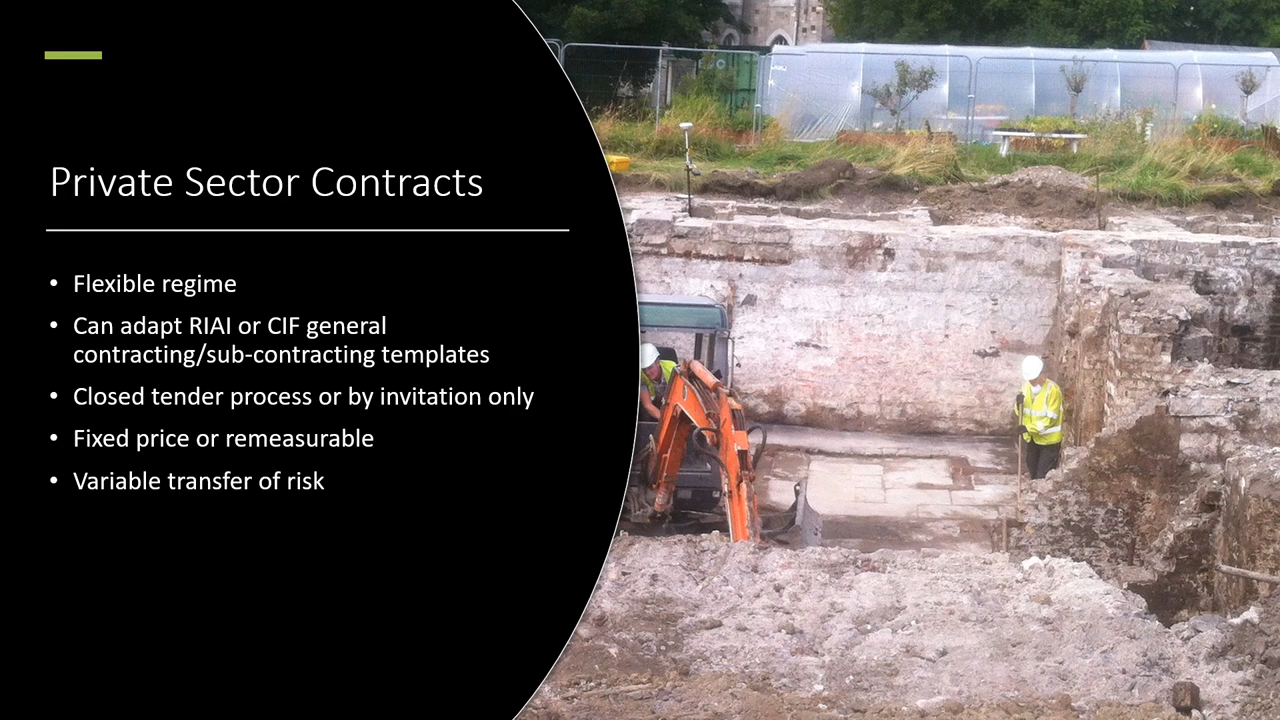 Private Sector Contracts
• Flexible regime
• Can adapt RIAI or CIF general
contracting/sub-contracting templates
• Closed tender process or by invitation only
• Fixed price or remeasurable
• Variable transfer of risk